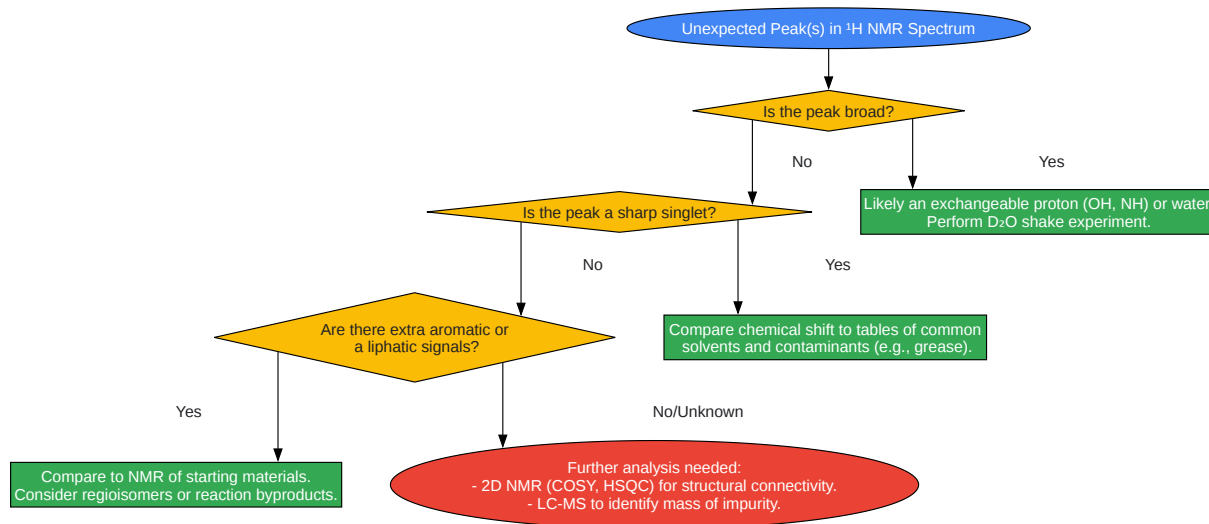 Unexpected Peak(s) in ¹H NMR Spectrum
Is the peak broad?
No
Yes
Is the peak a sharp singlet?
Likely an exchangeable proton (OH, NH) or water
Perform D₂O shake experiment.
No
Yes
Are there extra aromatic or
a liphatic signals?
Compare chemical shift to tables of common
solvents and contaminants (e.g., grease).
Yes
No/Unknown
Compare to NMR of starting materials.
Consider regioisomers or reaction byproducts.
Further analysis needed:
- 2D NMR (COSY, HSQC) for structural connectivity.
- LC-MS to identify mass of impurity.